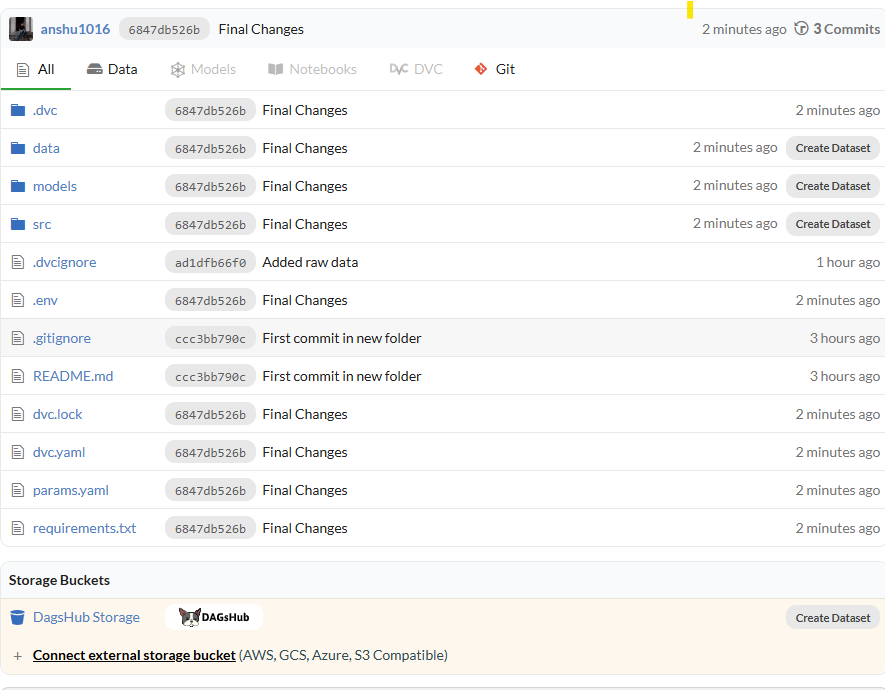 anshu1016 6847db526b Final Changes 2 minutes ago 3 Commits
All Data Models Notebooks DVC DVC Git
.dvc 6847db526b Final Changes 2 minutes ago
data 6847db526b Final Changes 2 minutes ago Create Dataset
models 6847db526b Final Changes 2 minutes ago Create Dataset
src 6847db526b Final Changes 2 minutes ago Create Dataset
.dvcignore ad1dfb66f0 Added raw data 1 hour ago
.env 6847db526b Final Changes 2 minutes ago
.gitignore ccc3bb790c First commit in new folder 3 hours ago
README.md ccc3bb790c First commit in new folder 3 hours ago
dvc.lock 6847db526b Final Changes 2 minutes ago
dvc.yaml 6847db526b Final Changes 2 minutes ago
params.yaml 6847db526b Final Changes 2 minutes ago
requirements.txt 6847db526b Final Changes 2 minutes ago
Storage Buckets
DagsHub Storage DAGsHub Create Dataset
+ Connect external storage bucket (AWS, GCS, Azure, S3 Compatible)